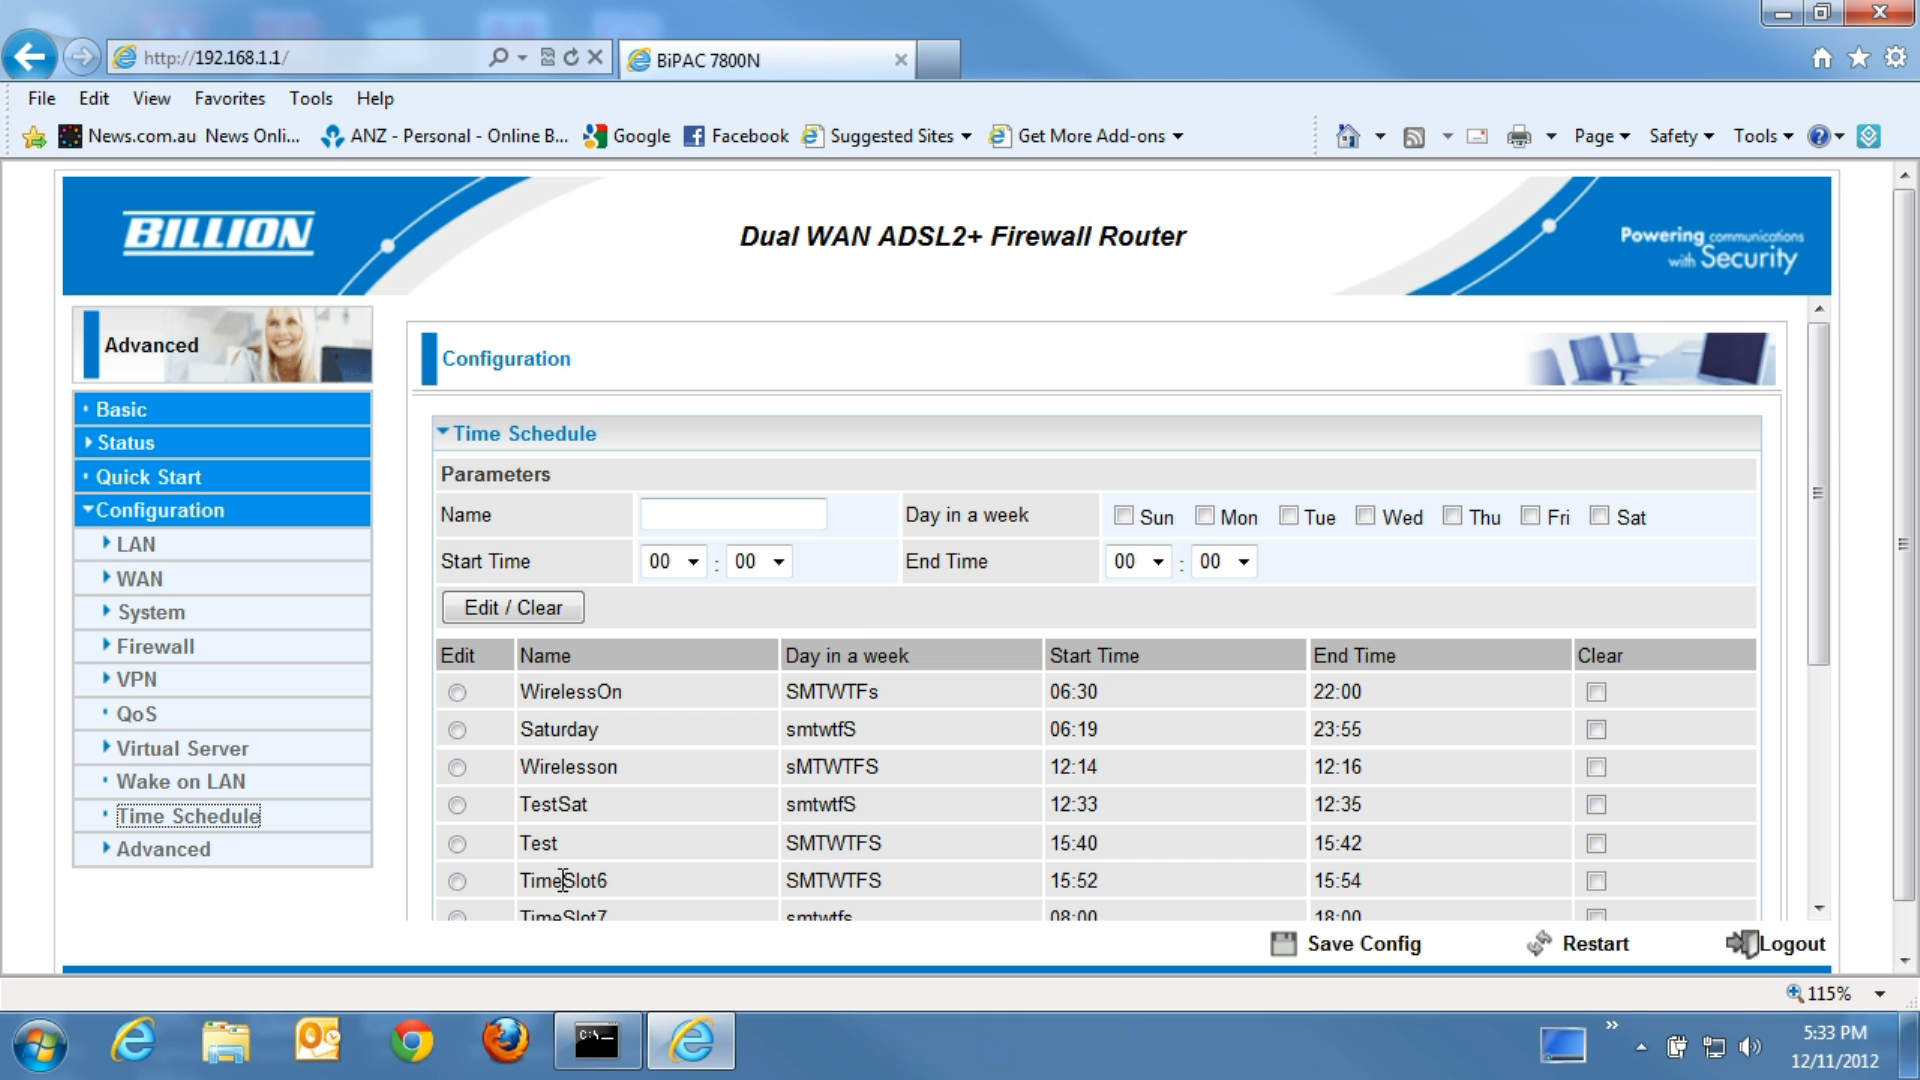 http://192.168.1.1/
BiPAC 7800N
File Edit View Favorites Tools Help
News.com.au News Onli... ANZ - Personal - Online B... Google Facebook Suggested Sites Get More Add-ons Page Safety Tools
BILLION
Dual WAN ADSL2+ Firewall Router
Powering communications
with Security
Advanced
Basic
Status
Quick Start
Configuration
LAN
WAN
System
Firewall
VPN
QoS
Virtual Server
Wake on LAN
Time Schedule
Advanced
Configuration
Time Schedule
Parameters
Name Day in a week Sun Mon Tue Wed Thu Fri Sat
Start Time 00 : 00 End Time 00 : 00
Edit / Clear
Edit Name Day in a week Start Time End Time Clear
WirelessOn SMTWTFs 06:30 22:00
Saturday smtwtfS 06:19 23:55
Wirelesson sMTWTFS 12:14 12:16
TestSat smtwtfS 12:33 12:35
Test SMTWTFS 15:40 15:42
TimeSlot6 SMTWTFS 15:52 15:54
TimeSlot7 smtwtfs 08:00 18:00
Save Config Restart Logout
115%
C:\
5:33 PM
12/11/2012